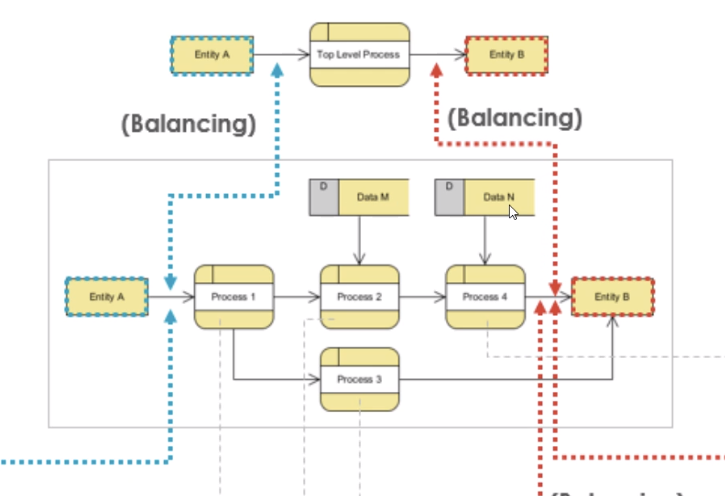 Entity A
Top Level Process
Entity B
(Balancing)
(Balancing)
D
Data M
D
Data N
Entity A
Process 1
Process 2
Process 4
Entity B
Process 3